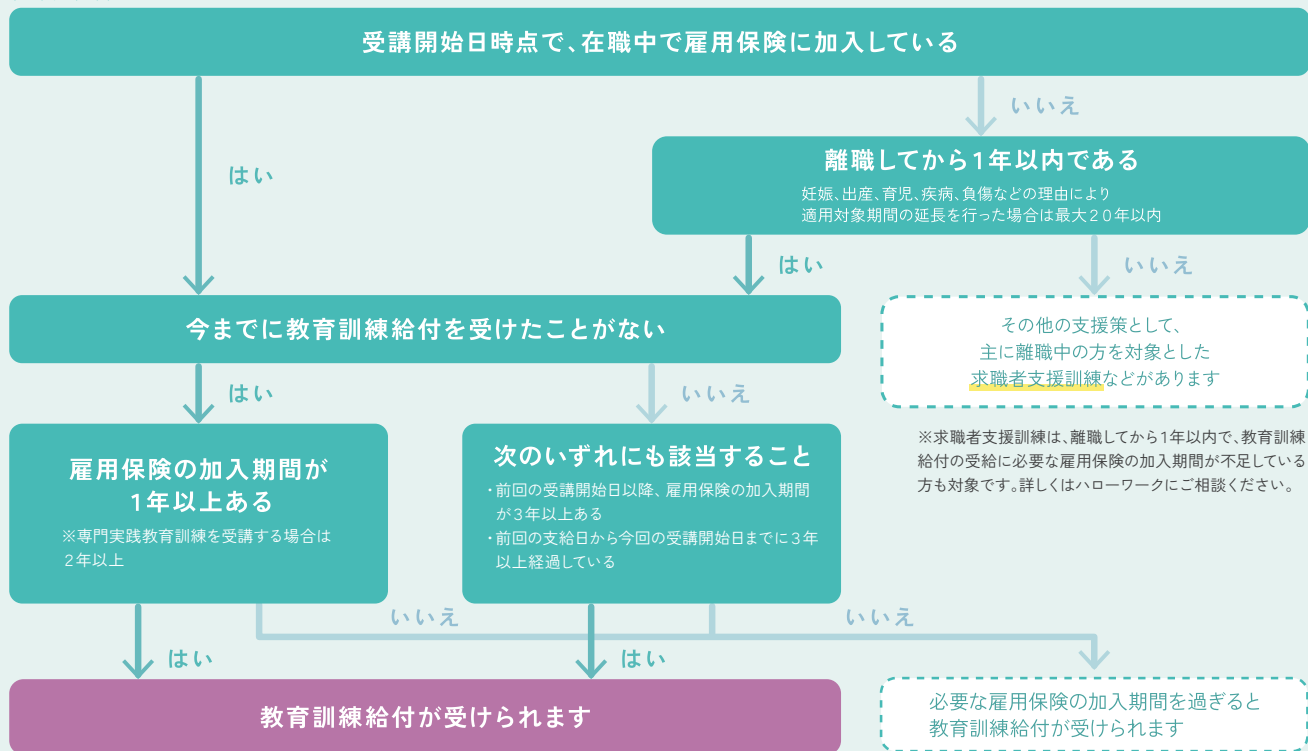 受講開始日時点で、在職中で雇用保険に加入している
いいえ
はい
離職してから1年以内である
妊娠、出産、育児、疾病、負傷などの理由により
適用対象期間の延長を行った場合は最大20年以内
はい
いいえ
今までに教育訓練給付を受けたことがない
その他の支援策として、
主に離職中の方を対象とした
求職者支援訓練などがあります
はい
いいえ
※求職者支援訓練は、離職してから1年以内で、教育訓練
給付の受給に必要な雇用保険の加入期間が不足している
方も対象です。詳しくはハローワークにご相談ください。
雇用保険の加入期間が
1年以上ある
※専門実践教育訓練を受講する場合は
2年以上
次のいずれにも該当すること
・前回の受講開始日以降、雇用保険の加入期間
が3年以上ある
・前回の支給日から今回の受講開始日までに3年
以上経過している
いいえ
いいえ
はい
はい
教育訓練給付が受けられます
必要な雇用保険の加入期間を過ぎると
教育訓練給付が受けられます